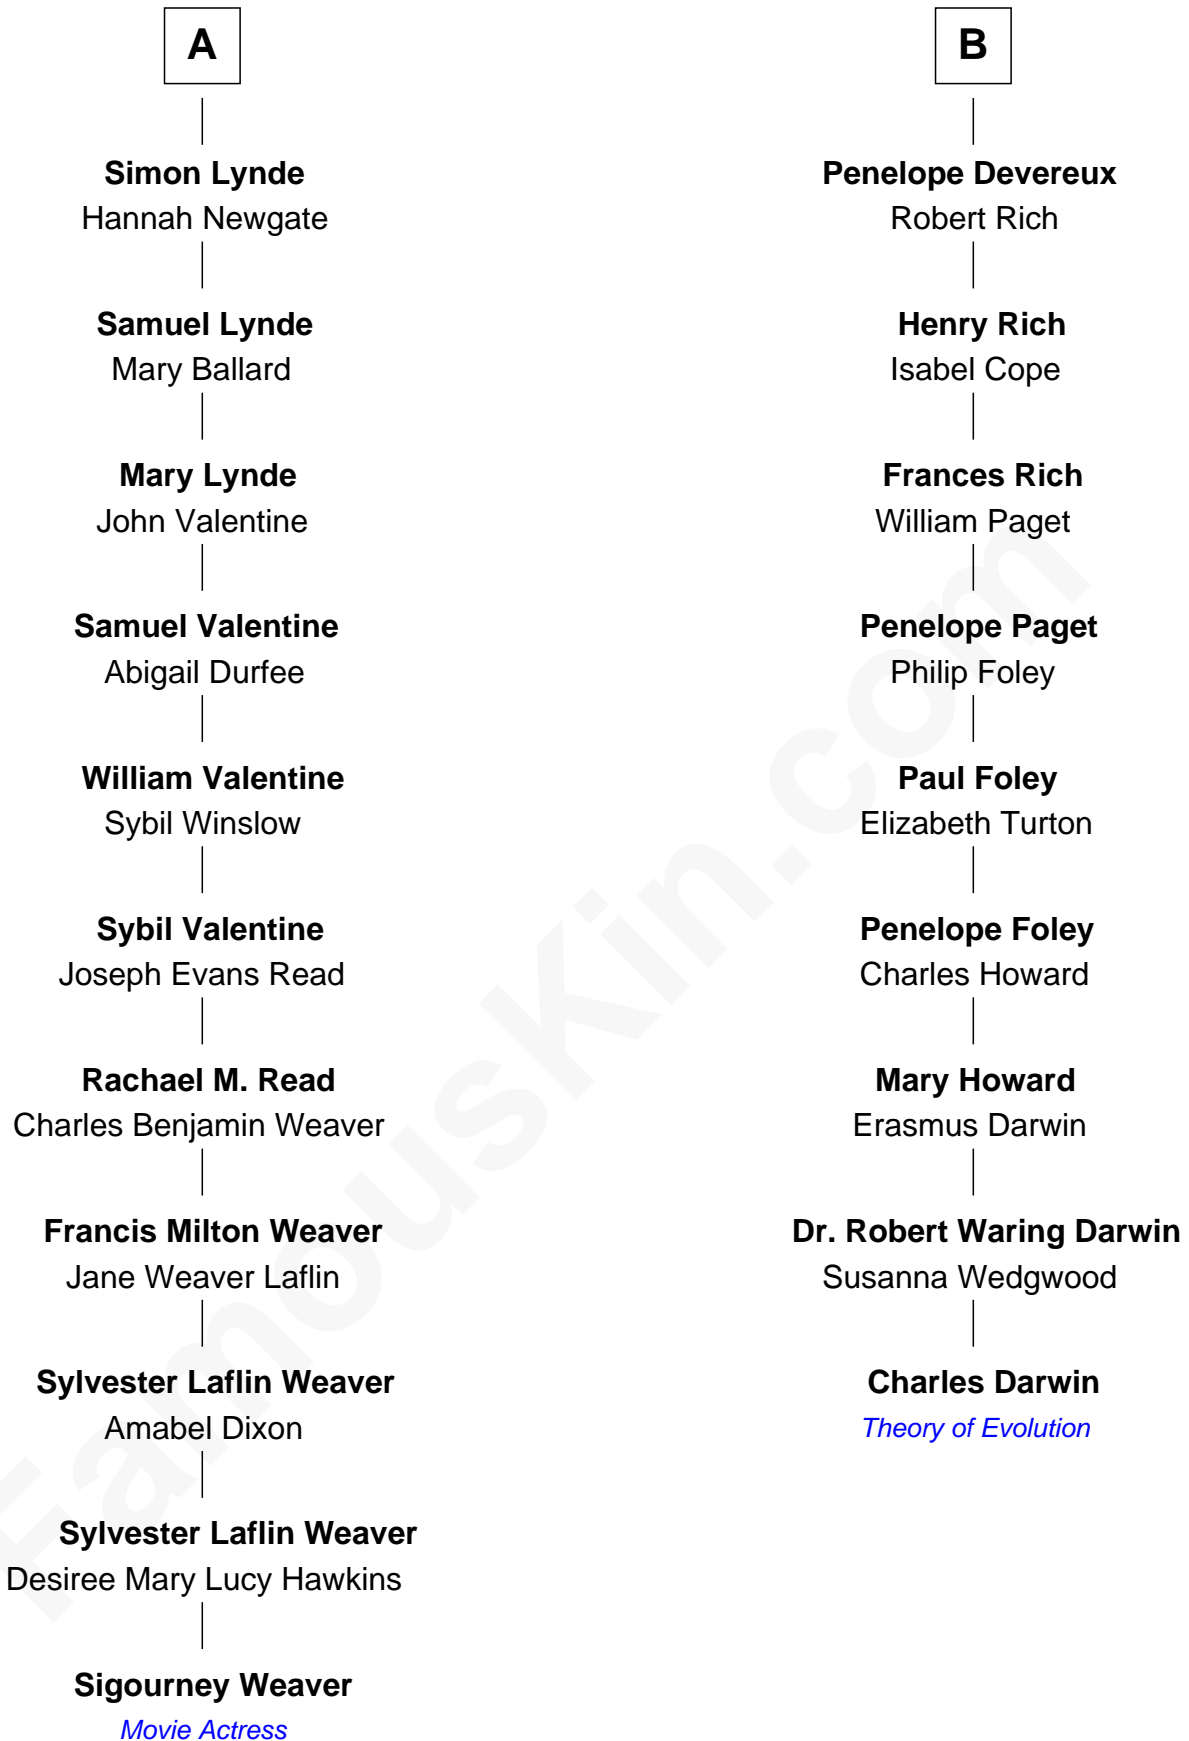 A
Simon Lynde
Hannah Newgate
Samuel Lynde
Mary Ballard
Mary Lynde
John Valentine
Samuel Valentine
Abigail Durfee
William Valentine
Sybil Winslow
Sybil Valentine
Joseph Evans Read
Rachael M. Read
Charles Benjamin Weaver
Francis Milton Weaver
Jane Weaver Laflin
Sylvester Laflin Weaver
Amabel Dixon
Sylvester Laflin Weaver
Desiree Mary Lucy Hawkins
Sigourney Weaver
Movie Actress
B
Penelope Devereux
Robert Rich
Henry Rich
Isabel Cope
Frances Rich
William Paget
Penelope Paget
Philip Foley
Paul Foley
Elizabeth Turton
Penelope Foley
Charles Howard
Mary Howard
Erasmus Darwin
Dr. Robert Waring Darwin
Susanna Wedgwood
Charles Darwin
Theory of Evolution
FamousKin.com